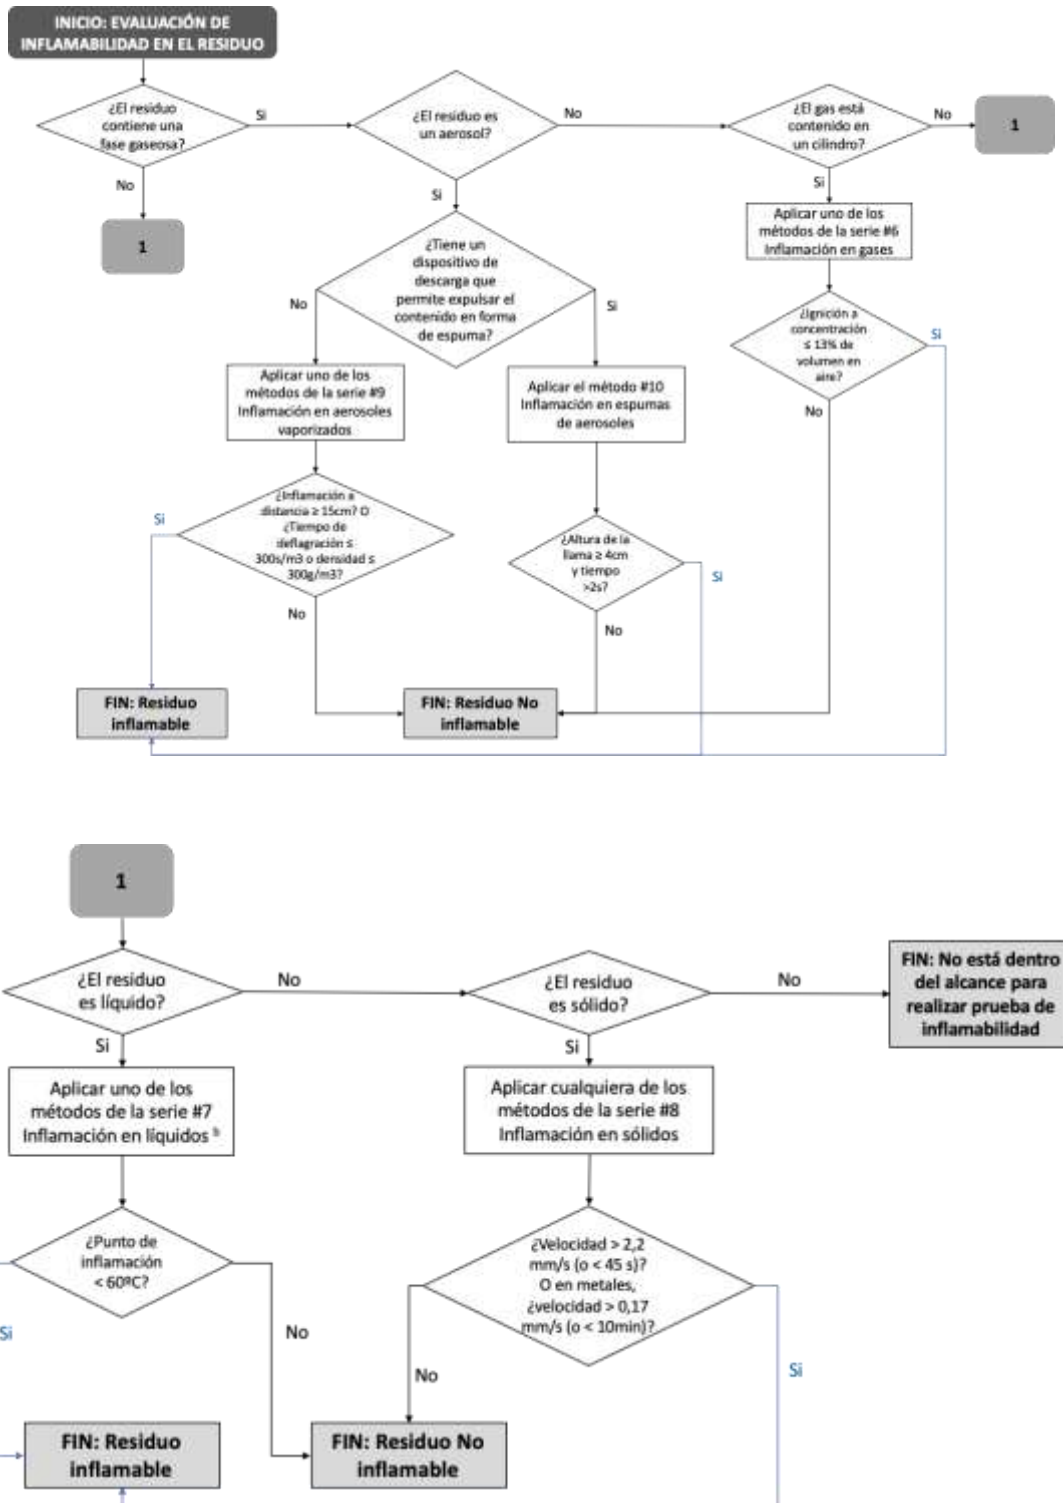 INICIO: EVALUACIÓN DE
INFLAMABILIDAD EN EL RESIDUO
¿El residuo
contiene una
fase gaseosa?
Si
¿El residuo es
un aerosol?
No
¿El gas está
contenido en
un cilindro?
No
1
No
1
Si
Si
Aplicar uno de los
métodos de la serie #6
Inflamación en gases
¿Tiene un
dispositivo de
descarga que
permite expulsar el
contenido en forma
de espuma?
No
Si
¿Ignición a
concentración
≤ 13% de
volumen en
aire?
Si
No
Aplicar uno de los
métodos de la serie #9
Inflamación en aerosoles
vaporizados
Aplicar el método #10
Inflamación en espumas
de aerosoles
¿Inflamación a
distancia ≥ 15cm? O
¿Tiempo de
deflagración ≤
300s/m3 o densidad ≤
300g/m3?
Si
No
¿Altura de la
llama ≥ 4cm
y tiempo
>2s?
Si
No
FIN: Residuo
inflamable
FIN: Residuo No
inflamable
1
¿El residuo
es líquido?
No
¿El residuo
es sólido?
No
FIN: No está dentro
del alcance para
realizar prueba de
inflamabilidad
Si
Si
Aplicar uno de los
métodos de la serie #7
Inflamación en líquidos
Aplicar cualquiera de los
métodos de la serie #8
Inflamación en sólidos
¿Punto de
inflamación
< 60ºC?
Si
No
¿Velocidad > 2,2
mm/s (o < 45 s)?
O en metales,
¿velocidad > 0,17
mm/s (o < 10min)?
No
Si
FIN: Residuo
inflamable
FIN: Residuo No
inflamable